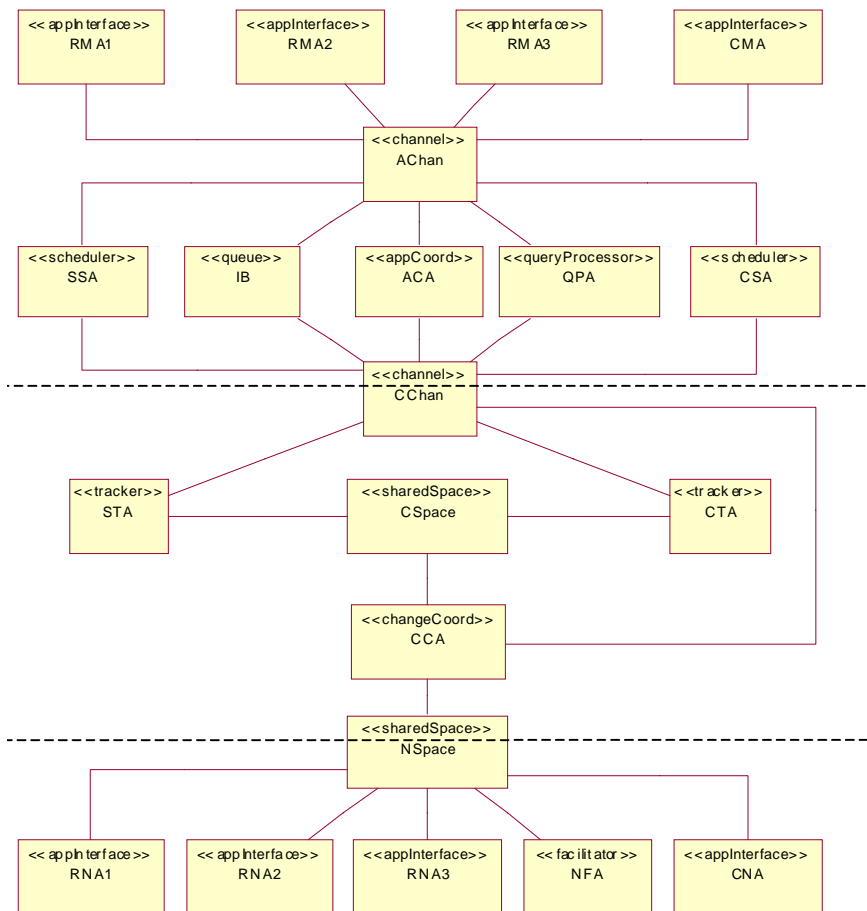 <<appInterface>>
RMA1
<<appInterface>>
RMA2
<<appInterface>>
RMA3
<<appInterface>>
CMA
<<channel>>
AChan
<<scheduler>>
SSA
<<queue>>
IB
<<appCoord>>
ACA
<<queryProcessor>>
QPA
<<scheduler>>
CSA
<<channel>>
CChan
<<tracker>>
STA
<<sharedSpace>>
CSpace
<<tracker>>
CTA
<<changeCoord>>
CCA
<<sharedSpace>>
NSpace
<<appInterface>>
RNA1
<<appInterface>>
RNA2
<<appInterface>>
RNA3
<<facilitator>>
NFA
<<appInterface>>
CNA